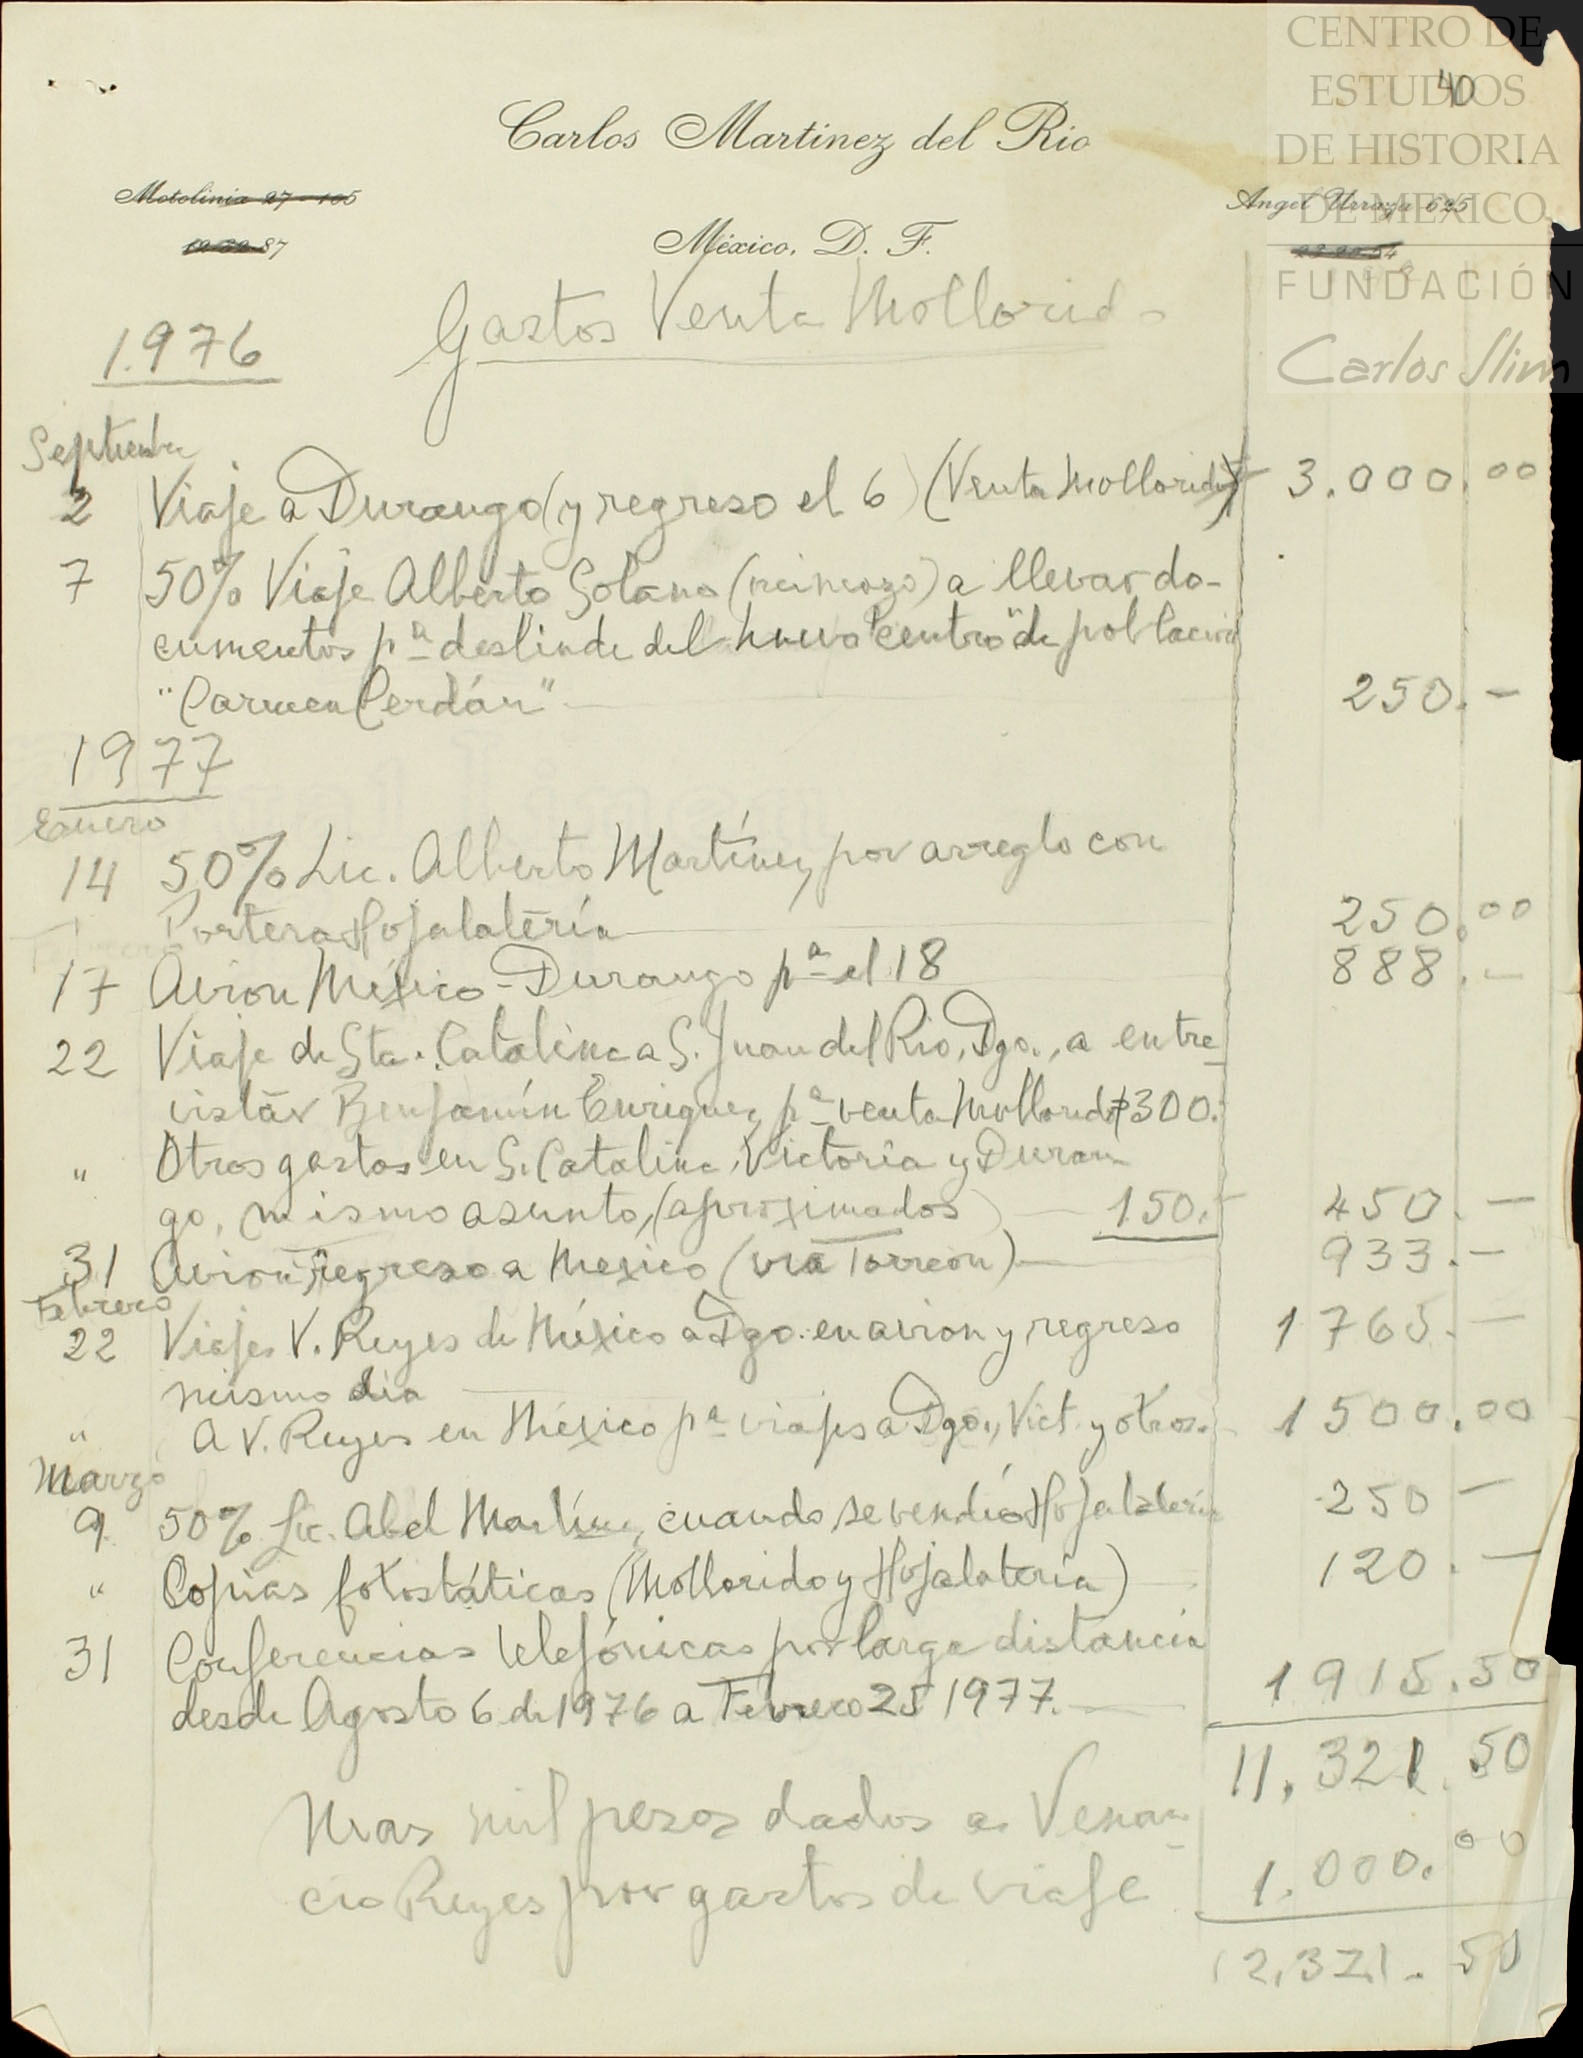 CENTRO DE
ESTUDIOS
DE HISTORIA
DE MEXICO
FUNDACIÓN
Carlos Slim
40
Carlos Martinez del Rio
Motolinia 27-105
Angel Urraza 625
México, D. F.
Gastos Venta Mollorido
1.976
Septiembre
2 Viaje a Durango (y regreso el 6) (Venta Mollorido) 3.000.00
7 50% Viaje Alberto Solano (reinozo) a llevar do-
cumentos pª deslinde del nuevo "centro" de población
"Carmen Cerdán" 250.-
1977
Enero
14 50% Lic. Alberto Martínez, por arreglo con
Porteras Hojalatería 250.00
17 Avion México-Durango pª el 18 888.-
22 Viaje de Sta. Catalina a S. Juan del Rio, Dgo., a entre-
vistár Benjamín Enriquez, pª venta Mollorido $300.
" Otros gastos en S. Catalina, Victoria y Duran-
go, mismo asunto, (aproximados) 150.- 450.-
31 Avion, regreso a Mexico (via Torreon) 933.-
Febrero
22 Viaje V. Reyes de México a Dgo. en avion y regreso 1765.-
mismo dia
" A V. Reyes en México pª viajes a Dgo., Vict. y otros. 1500.00
Marzo
9 50% Lic. Abel Martínez, cuando se vendió Hojalatería 250 -
" Copias fotostáticas (Mollorido y Hojalatería) 120.-
31 Conferencias telefónicas por larga distancia
desde Agosto 6 de 1976 a Febrero 25 1977. 1915.50
11,321.50
Mas mil pesos dados a Venan-
cio Reyes por gastos de viaje 1.000.00
12,321.50